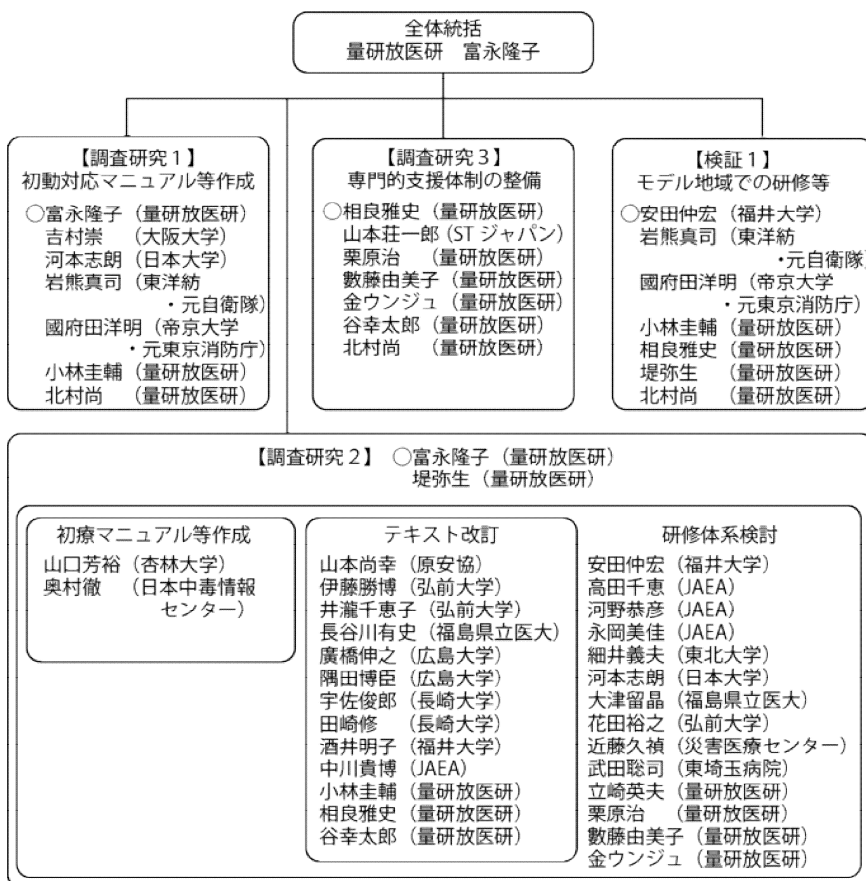 全体統括
量研放医研　富永隆子
【調査研究１】
初動対応マニュアル等作成
○富永隆子（量研放医研）
吉村崇　（大阪大学）
河本志朗（日本大学）
岩熊真司（東洋紡
・元自衛隊）
國府田洋明（帝京大学
・元東京消防庁）
小林圭輔（量研放医研）
北村尚　（量研放医研）
【調査研究３】
専門的支援体制の整備
○相良雅史（量研放医研）
山本荘一郎（STジャパン）
栗原治　（量研放医研）
數藤由美子（量研放医研）
金ウンジュ（量研放医研）
谷幸太郎（量研放医研）
北村尚　（量研放医研）
【検証１】
モデル地域での研修等
○安田仲宏（福井大学）
岩熊真司（東洋紡
・元自衛隊）
國府田洋明（帝京大学
・元東京消防庁）
小林圭輔（量研放医研）
相良雅史（量研放医研）
堤弥生　（量研放医研）
北村尚　（量研放医研）
【調査研究２】　○富永隆子（量研放医研）
堤弥生（量研放医研）
初療マニュアル等作成
山口芳裕（杏林大学）
奥村徹　（日本中毒情報
センター）
テキスト改訂
山本尚幸（原安協）
伊藤勝博（弘前大学）
井瀧千恵子（弘前大学）
長谷川有史（福島県立医大）
廣橋伸之（広島大学）
隅田博臣（広島大学）
宇佐俊郎（長崎大学）
田崎修　（長崎大学）
酒井明子（福井大学）
中川貴博（JAEA）
小林圭輔（量研放医研）
相良雅史（量研放医研）
谷幸太郎（量研放医研）
研修体系検討
安田仲宏（福井大学）
高田千恵（JAEA）
河野恭彦（JAEA）
永岡美佳（JAEA）
細井義夫（東北大学）
河本志朗（日本大学）
大津留晶（福島県立医大）
花田裕之（弘前大学）
近藤久禎（災害医療センター）
武田聡司（東埼玉病院）
立崎英夫（量研放医研）
栗原治　（量研放医研）
數藤由美子（量研放医研）
金ウンジュ（量研放医研）